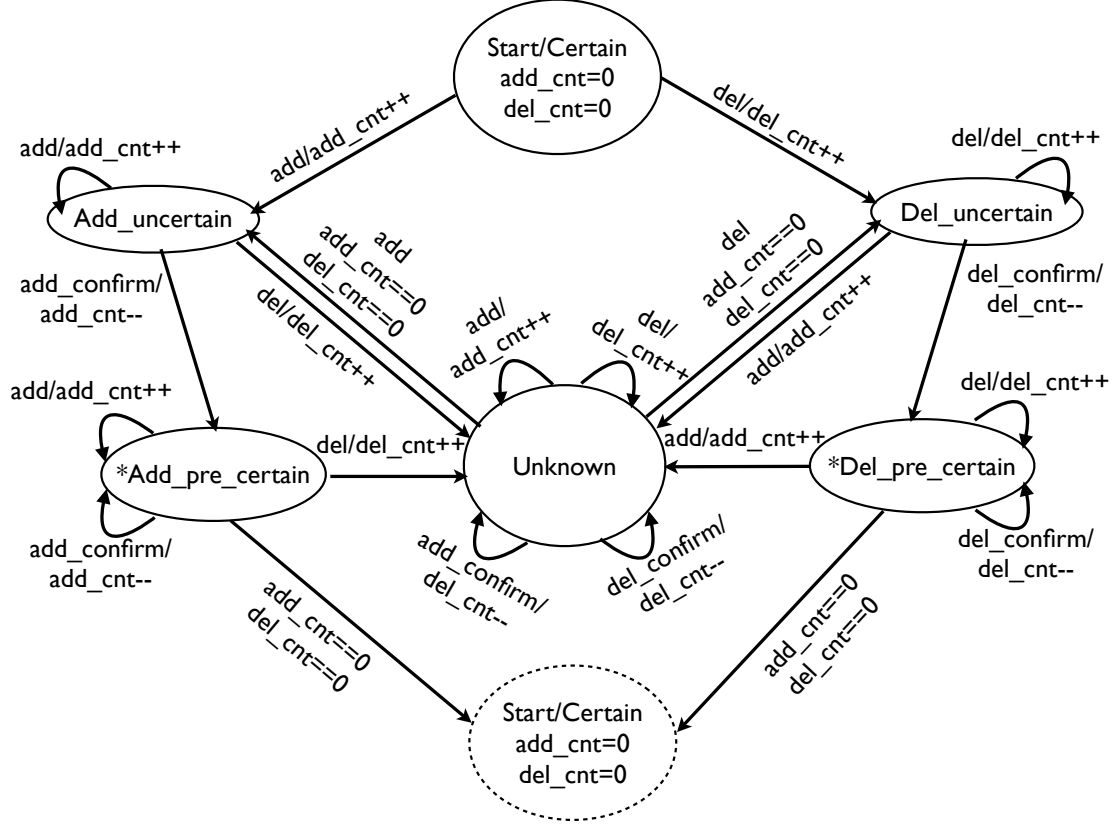 Start/Certain
add_cnt=0
del_cnt=0
add/add_cnt++
del/del_cnt++
add/add_cnt++
del/del_cnt++
Add_uncertain
Del_uncertain
add
add_cnt==0
del_cnt==0
del/del_cnt++
del
add_cnt==0
del_cnt==0
add/add_cnt++
add_confirm/
add_cnt--
del_confirm/
del_cnt--
add/
add_cnt++
del/
del_cnt++
add/add_cnt++
del/del_cnt++
*Add_pre_certain
del/del_cnt++
Unknown
add/add_cnt++
*Del_pre_certain
add_confirm/
add_cnt--
add_confirm/
del_cnt--
del_confirm/
del_cnt--
del_confirm/
del_cnt--
add_cnt==0
del_cnt==0
add_cnt==0
del_cnt==0
Start/Certain
add_cnt=0
del_cnt=0